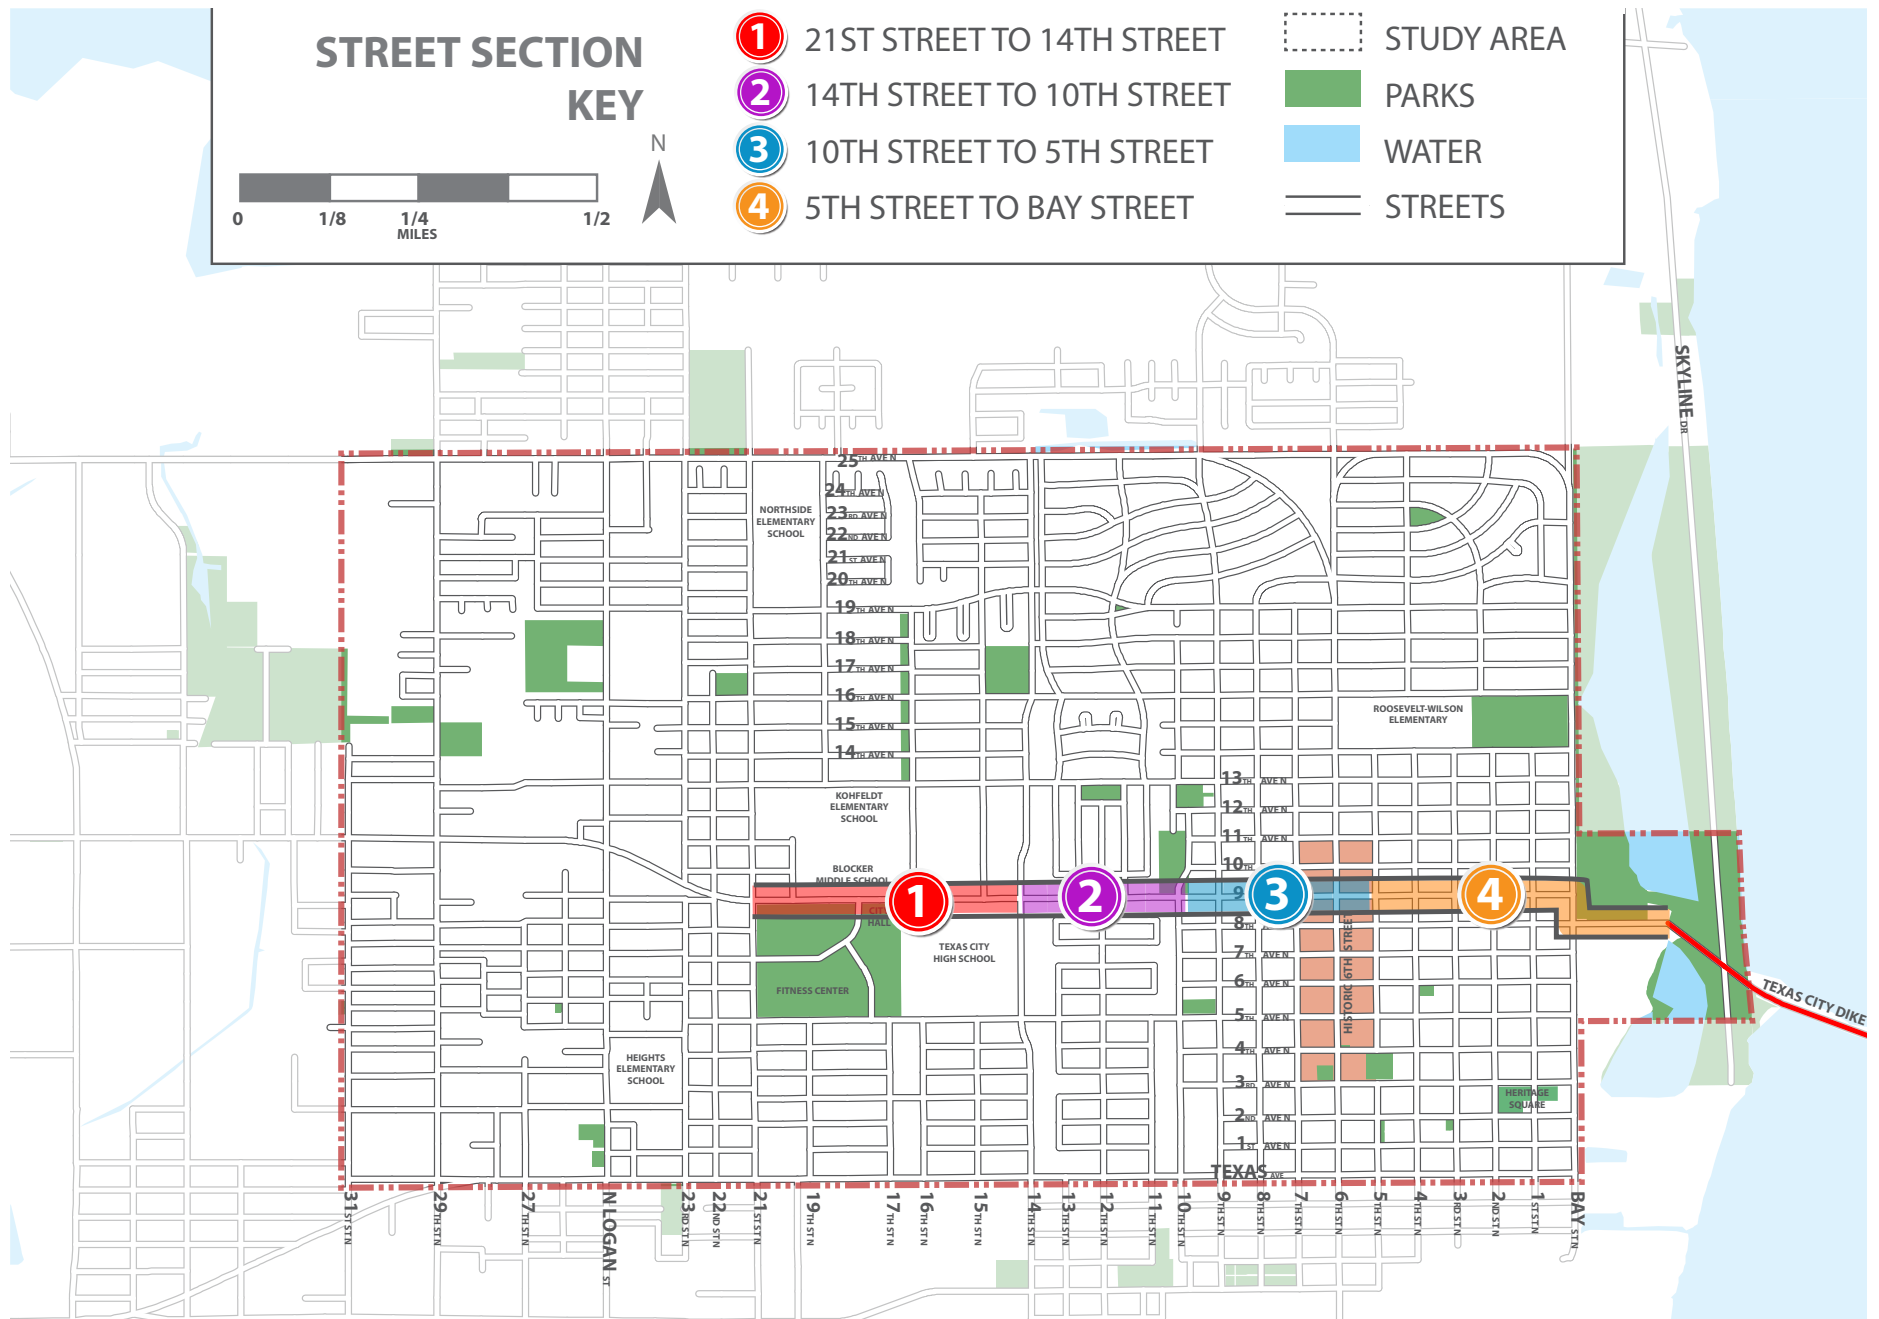 STREET SECTION
KEY
N
0 1/8 1/4 1/2
MILES
1 21ST STREET TO 14TH STREET
2 14TH STREET TO 10TH STREET
3 10TH STREET TO 5TH STREET
4 5TH STREET TO BAY STREET
STUDY AREA
PARKS
WATER
STREETS
SKYLINE DR
25TH AVE N
24TH AVE N
23RD AVE N
22ND AVE N
21ST AVE N
20TH AVE N
19TH AVE N
18TH AVE N
17TH AVE N
16TH AVE N
15TH AVE N
14TH AVE N
NORTHSIDE
ELEMENTARY
SCHOOL
ROOSEVELT-WILSON
ELEMENTARY
KOHFELDT
ELEMENTARY
SCHOOL
BLOCKER
MIDDLE SCHOOL
13TH AVE N
12TH AVE N
11TH AVE N
10TH
9
8TH
7TH AVE N
6TH AVE N
5TH AVE N
4TH AVE N
3RD AVE N
2ND AVE N
1ST AVE N
TEXAS AVE
1
2
3
4
CITY
HALL
TEXAS CITY
HIGH SCHOOL
FITNESS CENTER
HISTORIC 6TH STREET
TEXAS CITY DIKE
HEIGHTS
ELEMENTARY
SCHOOL
HERITAGE
SQUARE
31ST ST N
29TH ST N
27TH ST N
N LOGAN ST
23RD ST N
22ND ST N
21ST ST N
19TH ST N
17TH ST N
16TH ST N
15TH ST N
14TH ST N
13TH ST N
12TH ST N
11TH ST N
10TH ST N
9TH ST N
8TH ST N
7TH ST N
6TH ST N
5TH ST N
4TH ST N
3RD ST N
2ND ST N
1ST ST N
BAY ST N